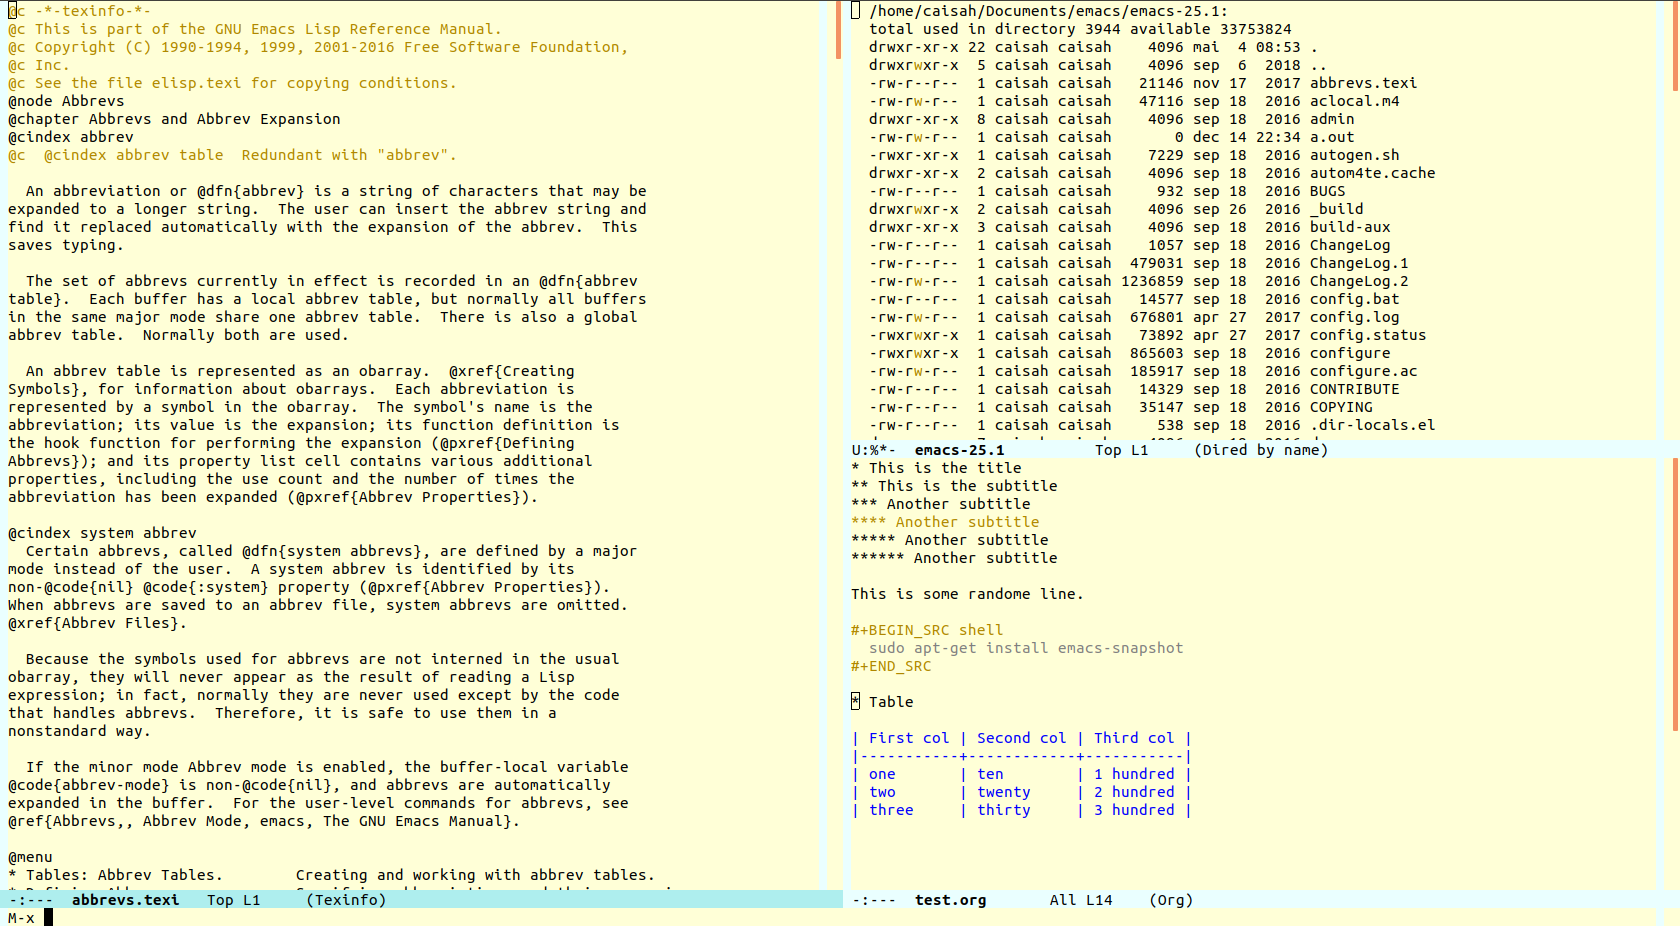 @c -*-texinfo-*-
@c This is part of the GNU Emacs Lisp Reference Manual.
@c Copyright (C) 1990-1994, 1999, 2001-2016 Free Software Foundation,
@c Inc.
@c See the file elisp.texi for copying conditions.
@node Abbrevs
@chapter Abbrevs and Abbrev Expansion
@cindex abbrev
@c  @cindex abbrev table  Redundant with "abbrev".

  An abbreviation or @dfn{abbrev} is a string of characters that may be
expanded to a longer string.  The user can insert the abbrev string and
find it replaced automatically with the expansion of the abbrev.  This
saves typing.

  The set of abbrevs currently in effect is recorded in an @dfn{abbrev
table}.  Each buffer has a local abbrev table, but normally all buffers
in the same major mode share one abbrev table.  There is also a global
abbrev table.  Normally both are used.

  An abbrev table is represented as an obarray.  @xref{Creating
Symbols}, for information about obarrays.  Each abbreviation is
represented by a symbol in the obarray.  The symbol's name is the
abbreviation; its value is the expansion; its function definition is
the hook function for performing the expansion (@pxref{Defining
Abbrevs}); and its property list cell contains various additional
properties, including the use count and the number of times the
abbreviation has been expanded (@pxref{Abbrev Properties}).

@cindex system abbrev
  Certain abbrevs, called @dfn{system abbrevs}, are defined by a major
mode instead of the user.  A system abbrev is identified by its
non-@code{nil} @code{:system} property (@pxref{Abbrev Properties}).
When abbrevs are saved to an abbrev file, system abbrevs are omitted.
@xref{Abbrev Files}.

  Because the symbols used for abbrevs are not interned in the usual
obarray, they will never appear as the result of reading a Lisp
expression; in fact, normally they are never used except by the code
that handles abbrevs.  Therefore, it is safe to use them in a
nonstandard way.

  If the minor mode Abbrev mode is enabled, the buffer-local variable
@code{abbrev-mode} is non-@code{nil}, and abbrevs are automatically
expanded in the buffer.  For the user-level commands for abbrevs, see
@ref{Abbrevs,, Abbrev Mode, emacs, The GNU Emacs Manual}.

@menu
* Tables: Abbrev Tables.        Creating and working with abbrev tables.
-:---  abbrevs.texi   Top L1     (Texinfo)
M-x
/home/caisah/Documents/emacs/emacs-25.1:
total used in directory 3944 available 33753824
drwxr-xr-x 22 caisah caisah    4096 mai  4 08:53 .
drwxrwxr-x  5 caisah caisah    4096 sep  6  2018 ..
-rw-r--r--  1 caisah caisah   21146 nov 17  2017 abbrevs.texi
-rw-rw-r--  1 caisah caisah   47116 sep 18  2016 aclocal.m4
drwxr-xr-x  8 caisah caisah    4096 sep 18  2016 admin
-rw-rw-r--  1 caisah caisah       0 dec 14 22:34 a.out
-rwxr-xr-x  1 caisah caisah    7229 sep 18  2016 autogen.sh
drwxr-xr-x  2 caisah caisah    4096 sep 18  2016 autom4te.cache
-rw-r--r--  1 caisah caisah     932 sep 18  2016 BUGS
drwxrwxr-x  2 caisah caisah    4096 sep 26  2016 _build
drwxr-xr-x  3 caisah caisah    4096 sep 18  2016 build-aux
-rw-r--r--  1 caisah caisah    1057 sep 18  2016 ChangeLog
-rw-r--r--  1 caisah caisah  479031 sep 18  2016 ChangeLog.1
-rw-rw-r--  1 caisah caisah 1236859 sep 18  2016 ChangeLog.2
-rw-r--r--  1 caisah caisah   14577 sep 18  2016 config.bat
-rw-rw-r--  1 caisah caisah  676801 apr 27  2017 config.log
-rwxrwxr-x  1 caisah caisah   73892 apr 27  2017 config.status
-rwxrwxr-x  1 caisah caisah  865603 sep 18  2016 configure
-rw-rw-r--  1 caisah caisah  185917 sep 18  2016 configure.ac
-rw-r--r--  1 caisah caisah   14329 sep 18  2016 CONTRIBUTE
-rw-r--r--  1 caisah caisah   35147 sep 18  2016 COPYING
-rw-r--r--  1 caisah caisah     538 sep 18  2016 .dir-locals.el
U:%*-  emacs-25.1          Top L1     (Dired by name)
* This is the title
** This is the subtitle
*** Another subtitle
**** Another subtitle
***** Another subtitle
****** Another subtitle

This is some randome line.

#+BEGIN_SRC shell
  sudo apt-get install emacs-snapshot
#+END_SRC

* Table

| First col | Second col | Third col |
|-----------+------------+-----------|
| one       | ten        | 1 hundred |
| two       | twenty     | 2 hundred |
| three     | thirty     | 3 hundred |
-:---  test.org       All L14    (Org)